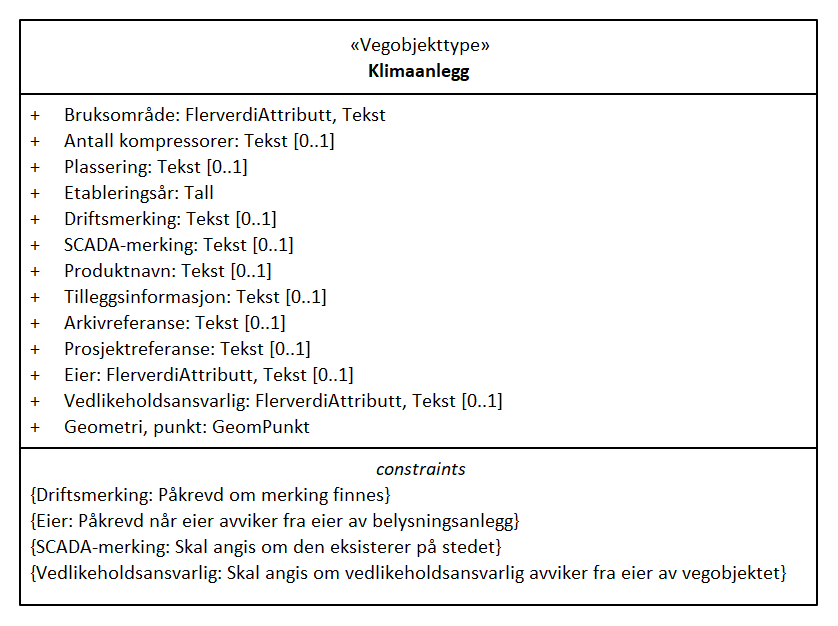 «Vegobjekttype»
Klimaanlegg
+ Bruksområde: FlerverdiAttributt, Tekst
+ Antall kompressorer: Tekst [0..1]
+ Plassering: Tekst [0..1]
+ Etableringsår: Tall
+ Driftsmerking: Tekst [0..1]
+ SCADA-merking: Tekst [0..1]
+ Produktnavn: Tekst [0..1]
+ Tilleggsinformasjon: Tekst [0..1]
+ Arkivreferanse: Tekst [0..1]
+ Prosjektreferanse: Tekst [0..1]
+ Eier: FlerverdiAttributt, Tekst [0..1]
+ Vedlikeholdsansvarlig: FlerverdiAttributt, Tekst [0..1]
+ Geometri, punkt: GeomPunkt
constraints
{Driftsmerking: Påkrevd om merking finnes}
{Eier: Påkrevd når eier avviker fra eier av belysningsanlegg}
{SCADA-merking: Skal angis om den eksisterer på stedet}
{Vedlikeholdsansvarlig: Skal angis om vedlikeholdsansvarlig avviker fra eier av vegobjektet}